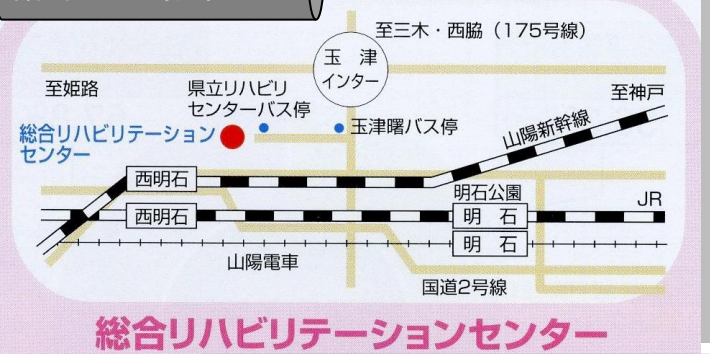 至三木・西脇（175号線）
玉津
インター
至姫路
県立リハビリ
センターバス停
至神戸
総合リハビリテーション
センター
玉津曙バス停
山陽新幹線
西明石
明石公園
JR
西明石
明石
明石
山陽電車
国道2号線
総合リハビリテーションセンター